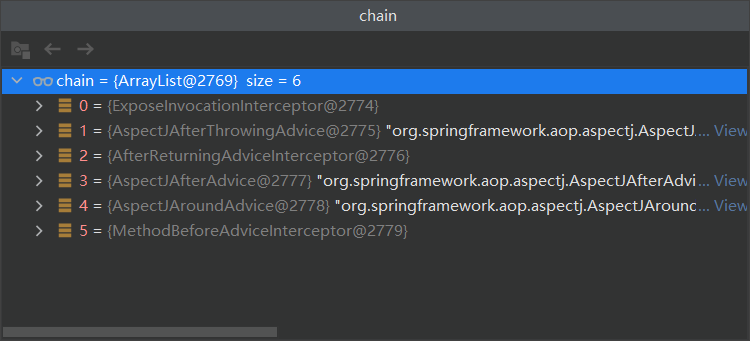 chain
chain = {ArrayList@2769} size = 6
0 = {ExposeInvocationInterceptor@2774}
1 = {AspectJAfterThrowingAdvice@2775} "org.springframework.aop.aspectj.AspectJ.... View
2 = {AfterReturningAdviceInterceptor@2776}
3 = {AspectJAfterAdvice@2777} "org.springframework.aop.aspectj.AspectJAfterAdvi... View
4 = {AspectJAroundAdvice@2778} "org.springframework.aop.aspectj.AspectJAround... View
5 = {MethodBeforeAdviceInterceptor@2779}